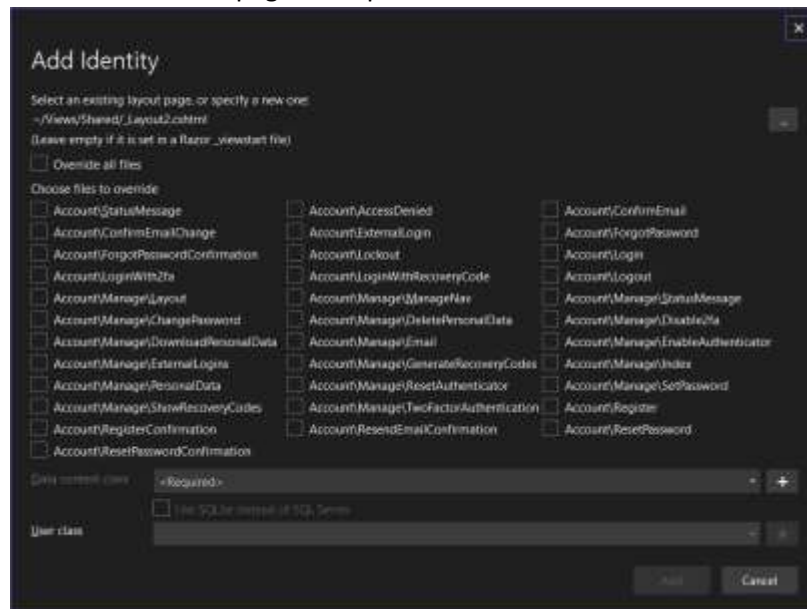 Add Identity
Select an existing layout page, or specify a new one:
~/Views/Shared/_Layout2.cshtml
(Leave empty if it is set in a Razor _viewstart file)
Override all files
Choose files to override
Account\StatusMessage Account\AccessDenied Account\ConfirmEmail
Account\ConfirmEmailChange Account\ExternalLogin Account\ForgotPassword
Account\ForgotPasswordConfirmation Account\Lockout Account\Login
Account\LoginWith2fa Account\LoginWithRecoveryCode Account\Logout
Account\Manage\Layout Account\Manage\ManageNav Account\Manage\StatusMessage
Account\Manage\ChangePassword Account\Manage\DeletePersonalData Account\Manage\Disable2fa
Account\Manage\DownloadPersonalData Account\Manage\Email Account\Manage\EnableAuthenticator
Account\Manage\ExternalLogins Account\Manage\GenerateRecoveryCodes Account\Manage\Index
Account\Manage\PersonalData Account\Manage\ResetAuthenticator Account\Manage\SetPassword
Account\Manage\ShowRecoveryCodes Account\Manage\TwoFactorAuthentication Account\Register
Account\RegisterConfirmation Account\ResendEmailConfirmation Account\ResetPassword
Account\ResetPasswordConfirmation
Data context class <Required>
Use SQLite instead of SQL Server
User class
Add Cancel